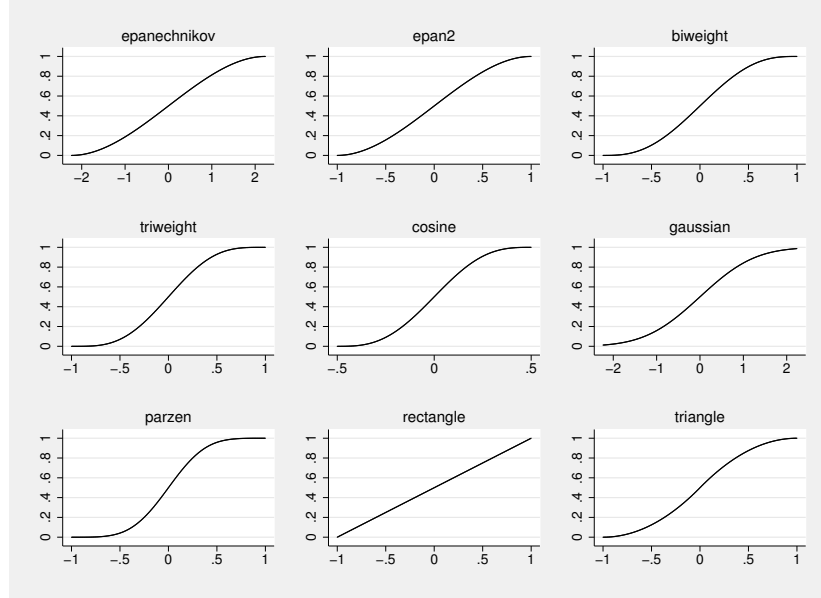 epanechnikov
0 .2 .4 .6 .8 1
−2 −1 0 1 2
epan2
0 .2 .4 .6 .8 1
−1 −.5 0 .5 1
biweight
0 .2 .4 .6 .8 1
−1 −.5 0 .5 1
triweight
0 .2 .4 .6 .8 1
−1 −.5 0 .5 1
cosine
0 .2 .4 .6 .8 1
−.5 0 .5
gaussian
0 .2 .4 .6 .8 1
−2 −1 0 1 2
parzen
0 .2 .4 .6 .8 1
−1 −.5 0 .5 1
rectangle
0 .2 .4 .6 .8 1
−1 −.5 0 .5 1
triangle
0 .2 .4 .6 .8 1
−1 −.5 0 .5 1